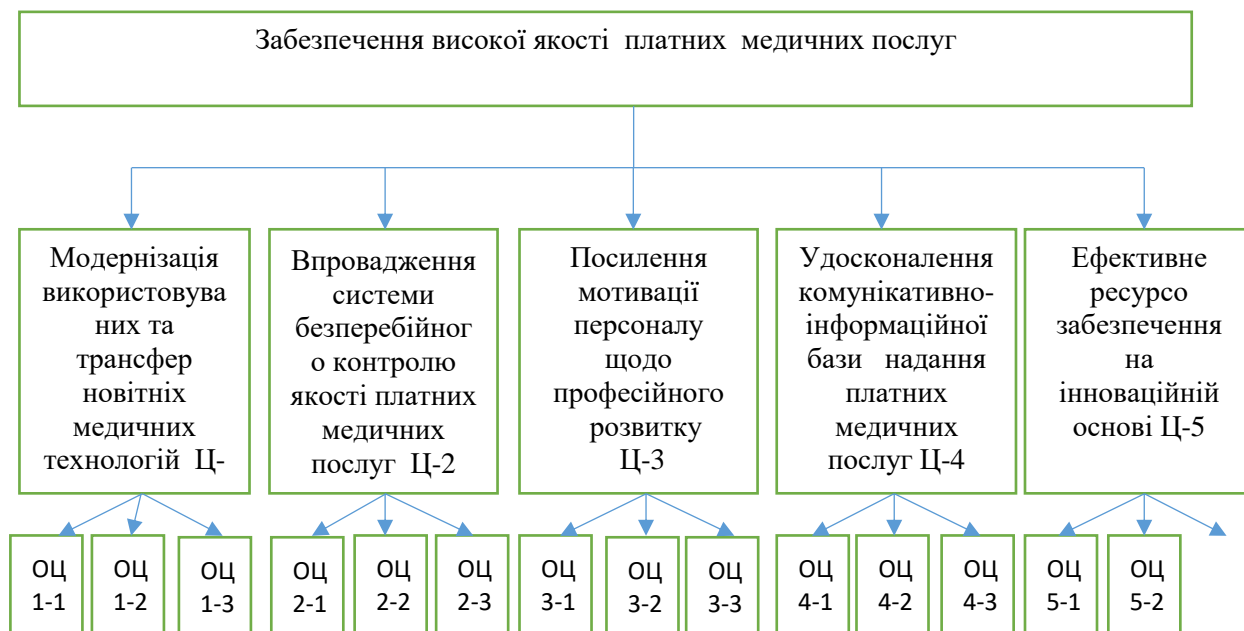 Забезпечення високої якості платних медичних послуг
Модернізація
використовува
них та
трансфер
новітніх
медичних
технологій Ц-
Впровадження
системи
безперебійног
о контролю
якості платних
медичних
послуг Ц-2
Посилення
мотивації
персоналу
щодо
професійного
розвитку
Ц-3
Удосконалення
комунікативно-
інформаційної
бази надання
платних
медичних
послуг Ц-4
Ефективне
ресурсо
забезпечення
на
інноваційній
основі Ц-5
ОЦ
1-1
ОЦ
1-2
ОЦ
1-3
ОЦ
2-1
ОЦ
2-2
ОЦ
2-3
ОЦ
3-1
ОЦ
3-2
ОЦ
3-3
ОЦ
4-1
ОЦ
4-2
ОЦ
4-3
ОЦ
5-1
ОЦ
5-2